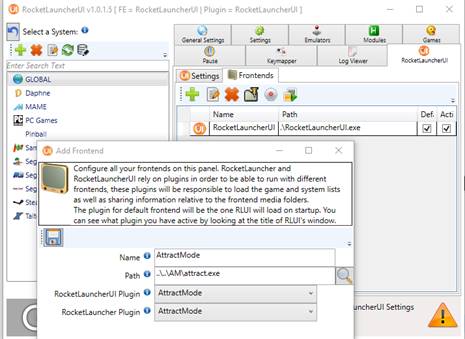 RocketLauncherUI v1.0.1.5 [ FE = RocketLauncherUI ] [ Plugin = RocketLauncherUI ]
Select a System:
General Settings Settings Emulators Modules Games
Pause Keymapper Log Viewer RocketLauncherUI
Settings Frontends
Enter Search Text
GLOBAL
Daphne
MAME
PC Games
Pinball
Name Path Defa Acti
RocketLauncherUI .\RocketLauncherUI.exe
Add Frontend
Configure all your frontends on this panel. RocketLauncher and
RocketLauncherUI rely on plugins in order to be able to run with different
frontends, these plugins will be responsible to load the game and system lists
as well as sharing information relative to the frontend media folders.
The plugin for default frontend will be the one RLUI will load on startup. You
can see what plugin you have active by looking at the title of RLUI's window.
Name AttractMode
Path ..\..\AM\attract.exe
RocketLauncherUI Plugin AttractMode
RocketLauncher Plugin AttractMode
Sam
Seg
Seg
Seg
Seg
Stea
Taito
ncherUI Settings